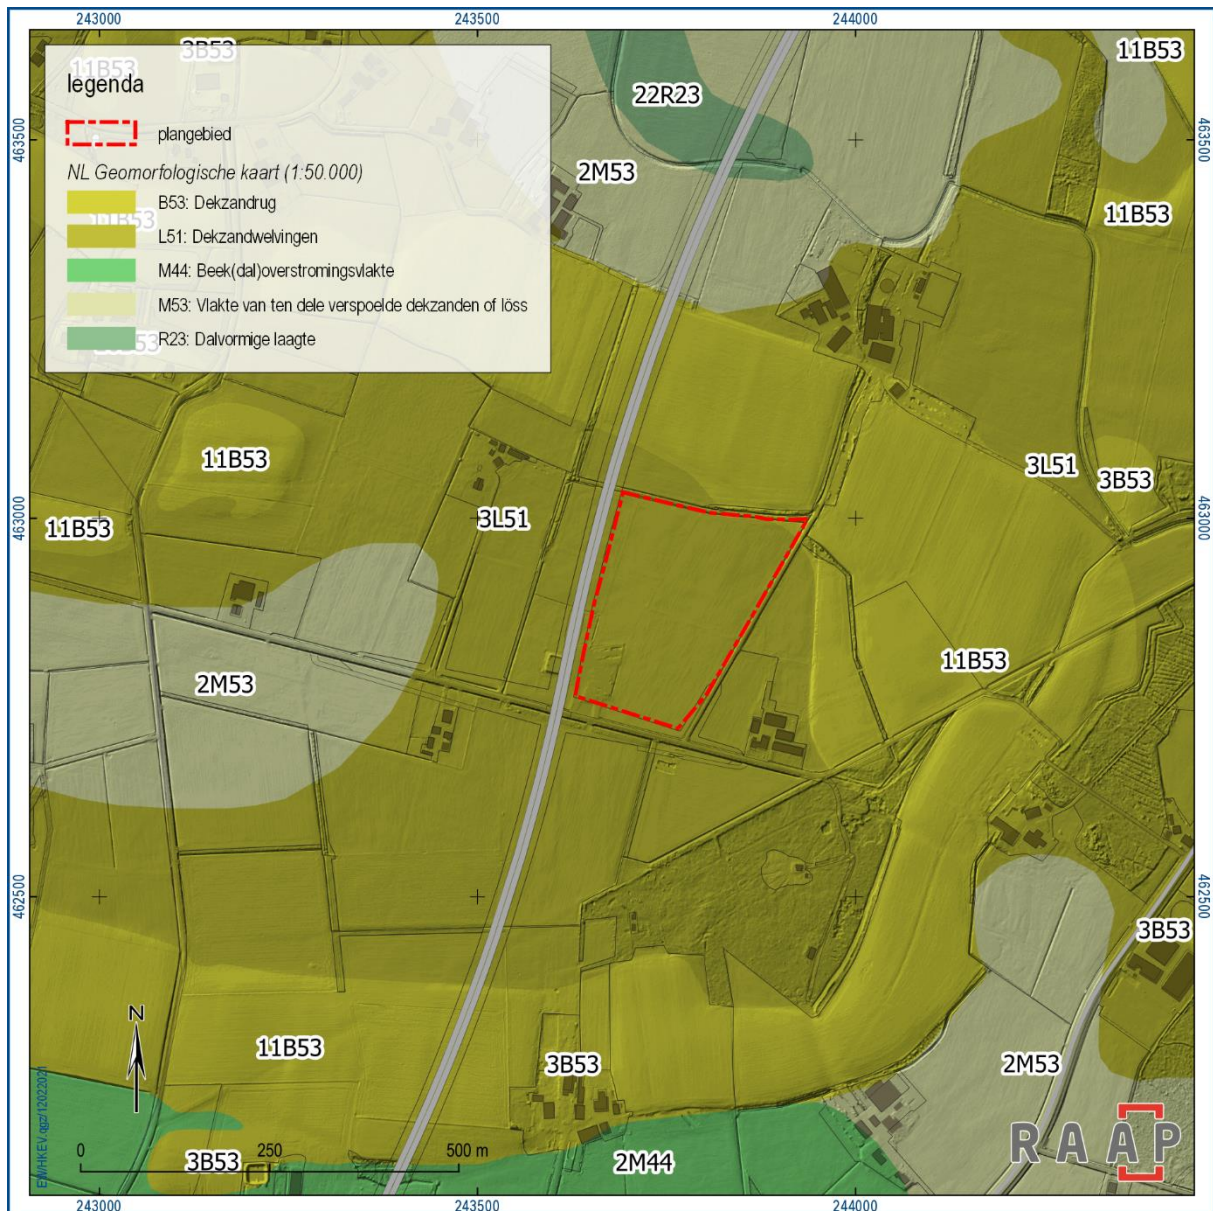 243000 243500 244000
463500
463000
462500
463500
463000
462500
243000 243500 244000
3B53
11B53
11B53
3B53
legenda
plangebied
NL Geomorfologische kaart (1:50.000)
B53: Dekzandrug
L51: Dekzandwelvingen
M44: Beek(dal)overstromingsvlakte
M53: Vlakte van ten dele verspoelde dekzanden of löss
R23: Dalvormige laagte
22R23
11B53
2M53
11B53
11B53
3L51
3B53
11B53
3L51
2M53
11B53
3B53
11B53
3B53
2M53
3B53
2M44
N
0 250 500 m
RAAP